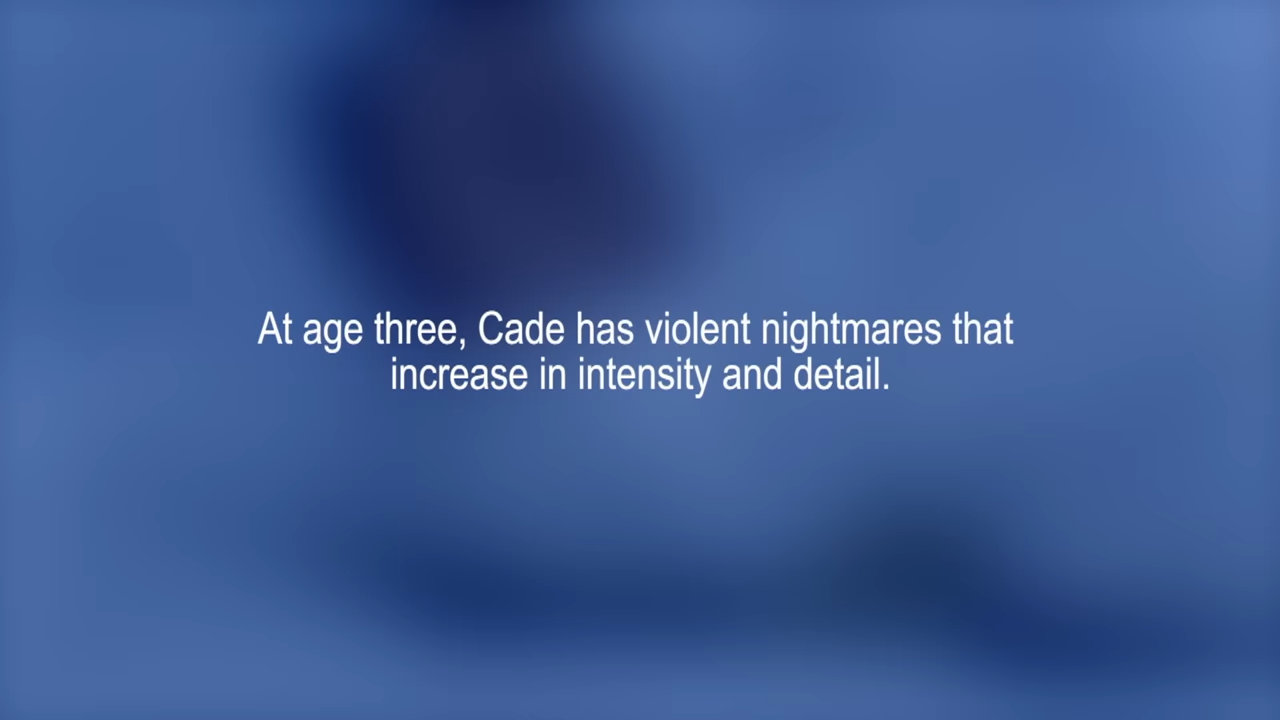 At age three, Cade has violent nightmares that
increase in intensity and detail.